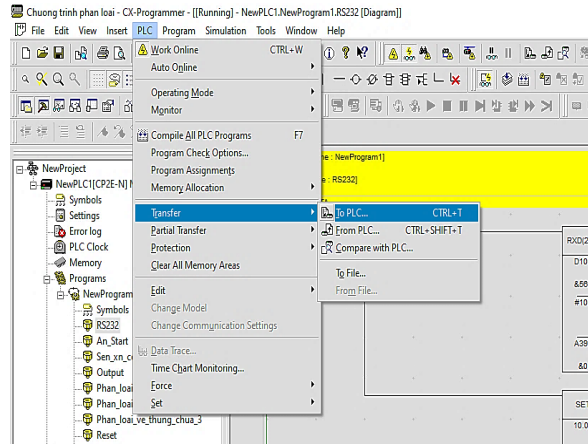 Chuong trinh phan loai - CX-Programmer - [[Running] - NewPLC1.NewProgram1.RS232 [Diagram]]
File Edit View Insert PLC Program Simulation Tools Window Help
Work Online CTRL+W
Auto Online
Operating Mode
Monitor
Compile All PLC Programs F7
Program Check Options...
Program Assignments
Memory Allocation
Transfer
Partial Transfer
Protection
Clear All Memory Areas
Edit
Change Model
Change Communication Settings
Data Trace...
Time Chart Monitoring...
Force
Set
To PLC... CTRL+T
From PLC... CTRL+SHIFT+T
Compare with PLC...
To File...
From File...
NewProject
NewPLC1[CP2E-N]
Symbols
Settings
Error log
PLC Clock
Memory
Programs
NewProgram
Symbols
RS232
An_Start
Sen_xn_c
Output
Phan_loai
Phan_loai
Phan_loai_ve_thung_chua_3
Reset
me : NewProgram1]
e : RS232]
RXD(2
D10
#10
A39
&0
SET